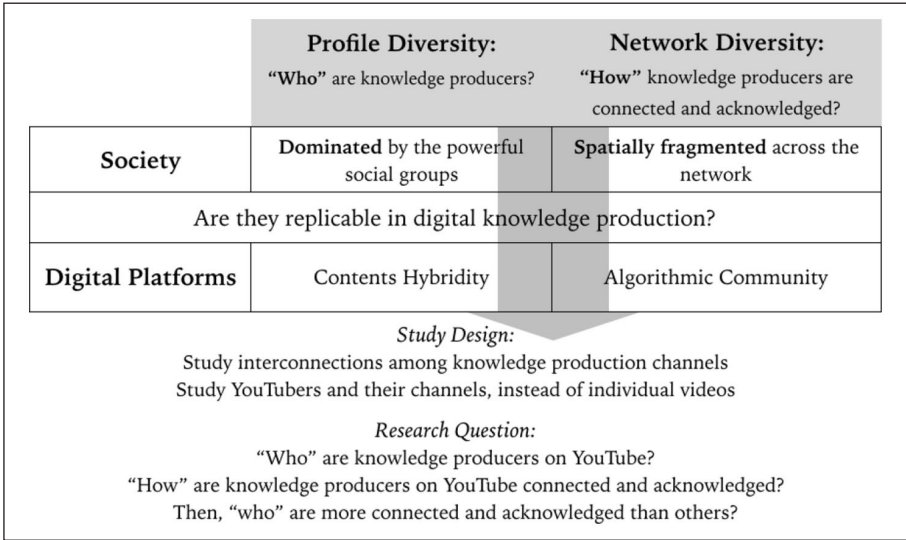 Profile Diversity:
“Who” are knowledge producers?
Network Diversity:
“How” knowledge producers are
connected and acknowledged?
Society
Dominated by the powerful
social groups
Spatially fragmented across the
network
Are they replicable in digital knowledge production?
Digital Platforms
Contents Hybridity
Algorithmic Community
Study Design:
Study interconnections among knowledge production channels
Study YouTubers and their channels, instead of individual videos
Research Question:
“Who” are knowledge producers on YouTube?
“How” are knowledge producers on YouTube connected and acknowledged?
Then, “who” are more connected and acknowledged than others?